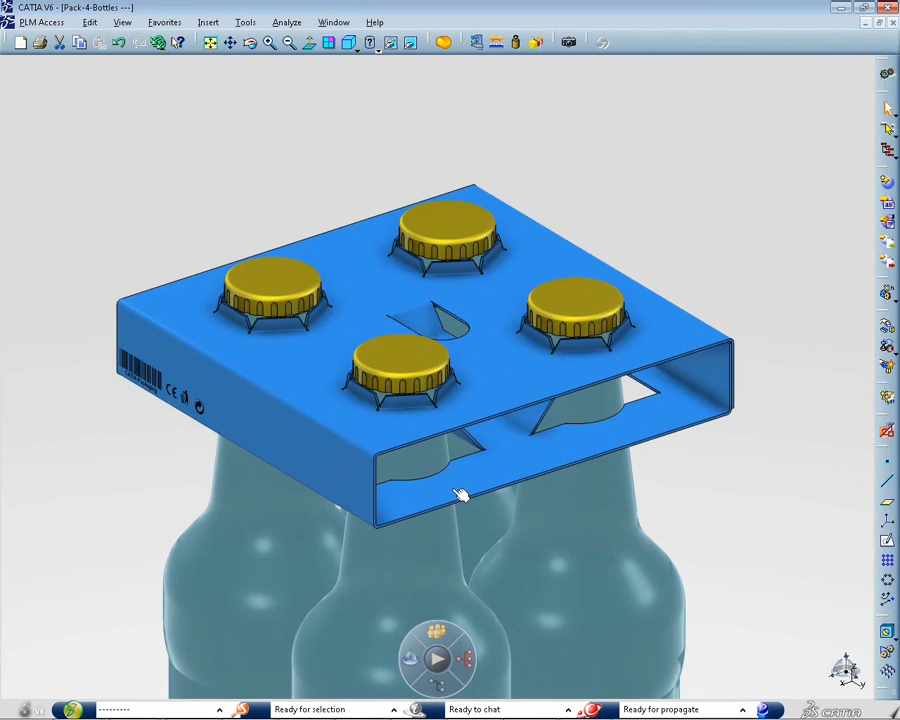 CATIA V6 - [Pack-4-Bottles ---]
PLM Access Edit View Favorites Insert Tools Analyze Window Help
CE
--------- Ready for selection Ready to chat Ready for propagate CATIA